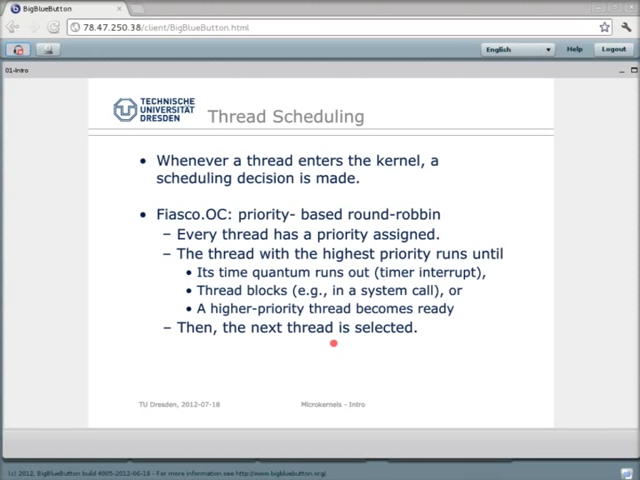 BigBlueButton
78.47.250.38/client/BigBlueButton.html
English
Help
Logout
01-Intro
TECHNISCHE
UNIVERSITÄT
DRESDEN
Thread Scheduling
• Whenever a thread enters the kernel, a
scheduling decision is made.
• Fiasco.OC: priority- based round-robbin
– Every thread has a priority assigned.
– The thread with the highest priority runs until
• Its time quantum runs out (timer interrupt),
• Thread blocks (e.g., in a system call), or
• A higher-priority thread becomes ready
– Then, the next thread is selected.
TU Dresden, 2012-07-18
Microkernels - Intro
(c) 2012, BigBlueButton build 4005-2012-06-18 - For more information see http://www.bigbluebutton.org/